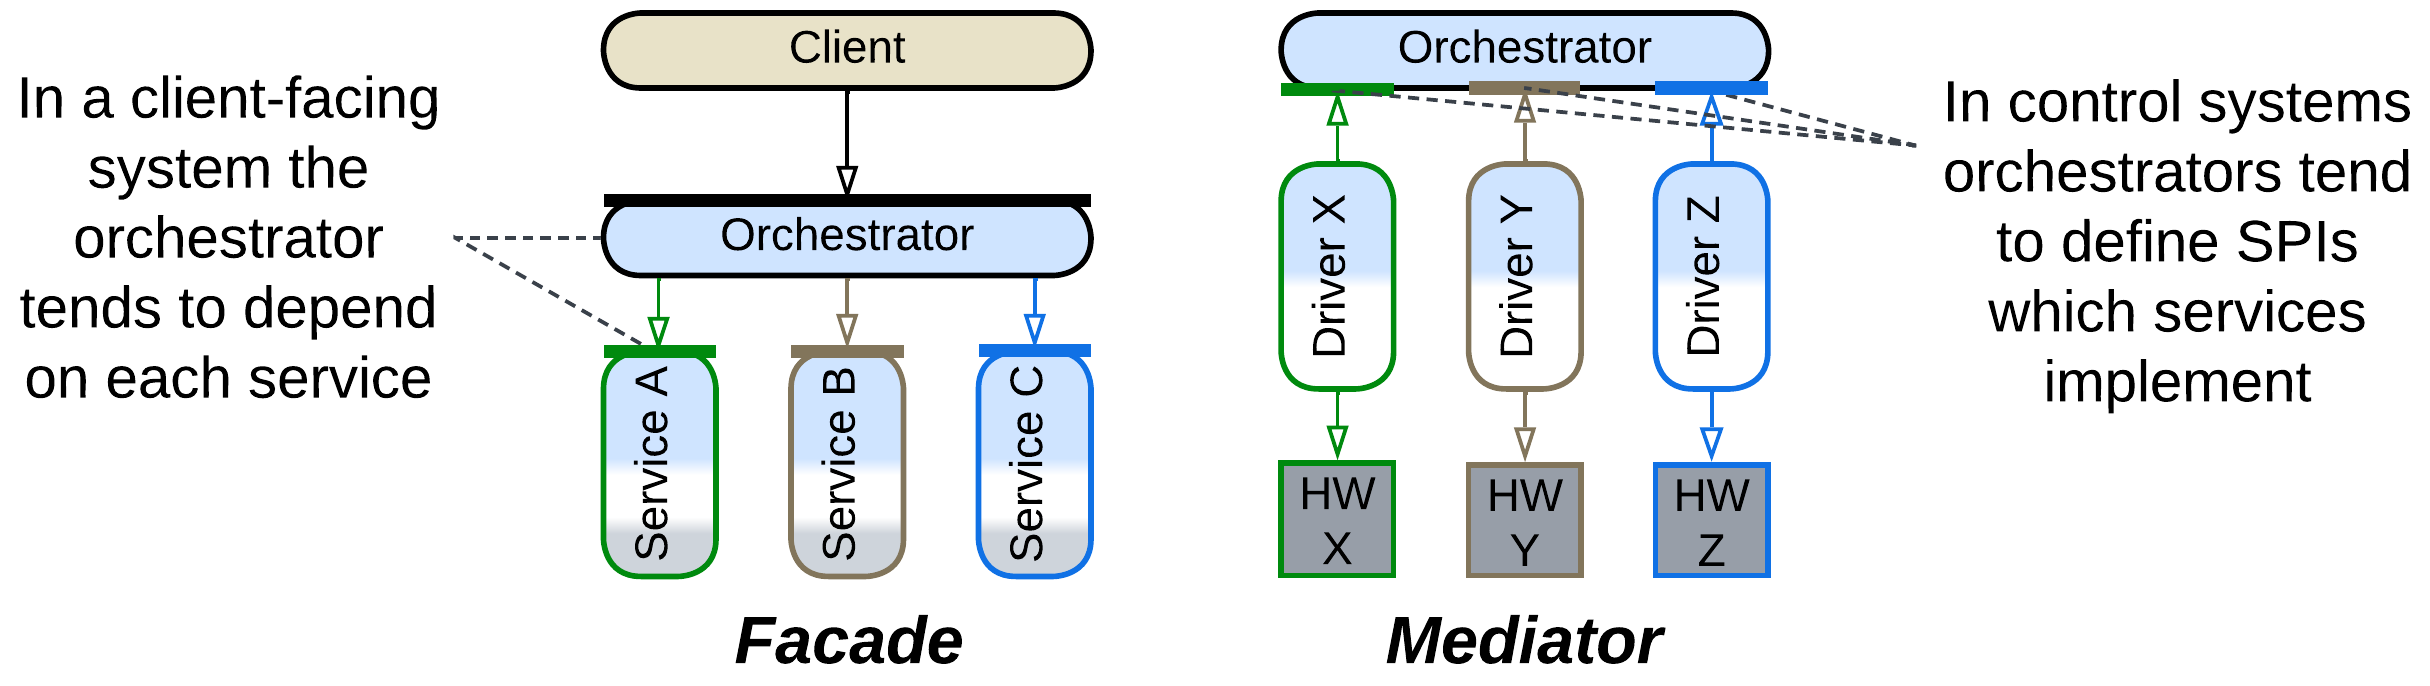 In a client-facing
system the
orchestrator
tends to depend
on each service
Client
Orchestrator
Service A
Service B
Service C
Facade
Orchestrator
Driver X
Driver Y
Driver Z
HW
X
HW
Y
HW
Z
Mediator
In control systems
orchestrators tend
to define SPIs
which services
implement